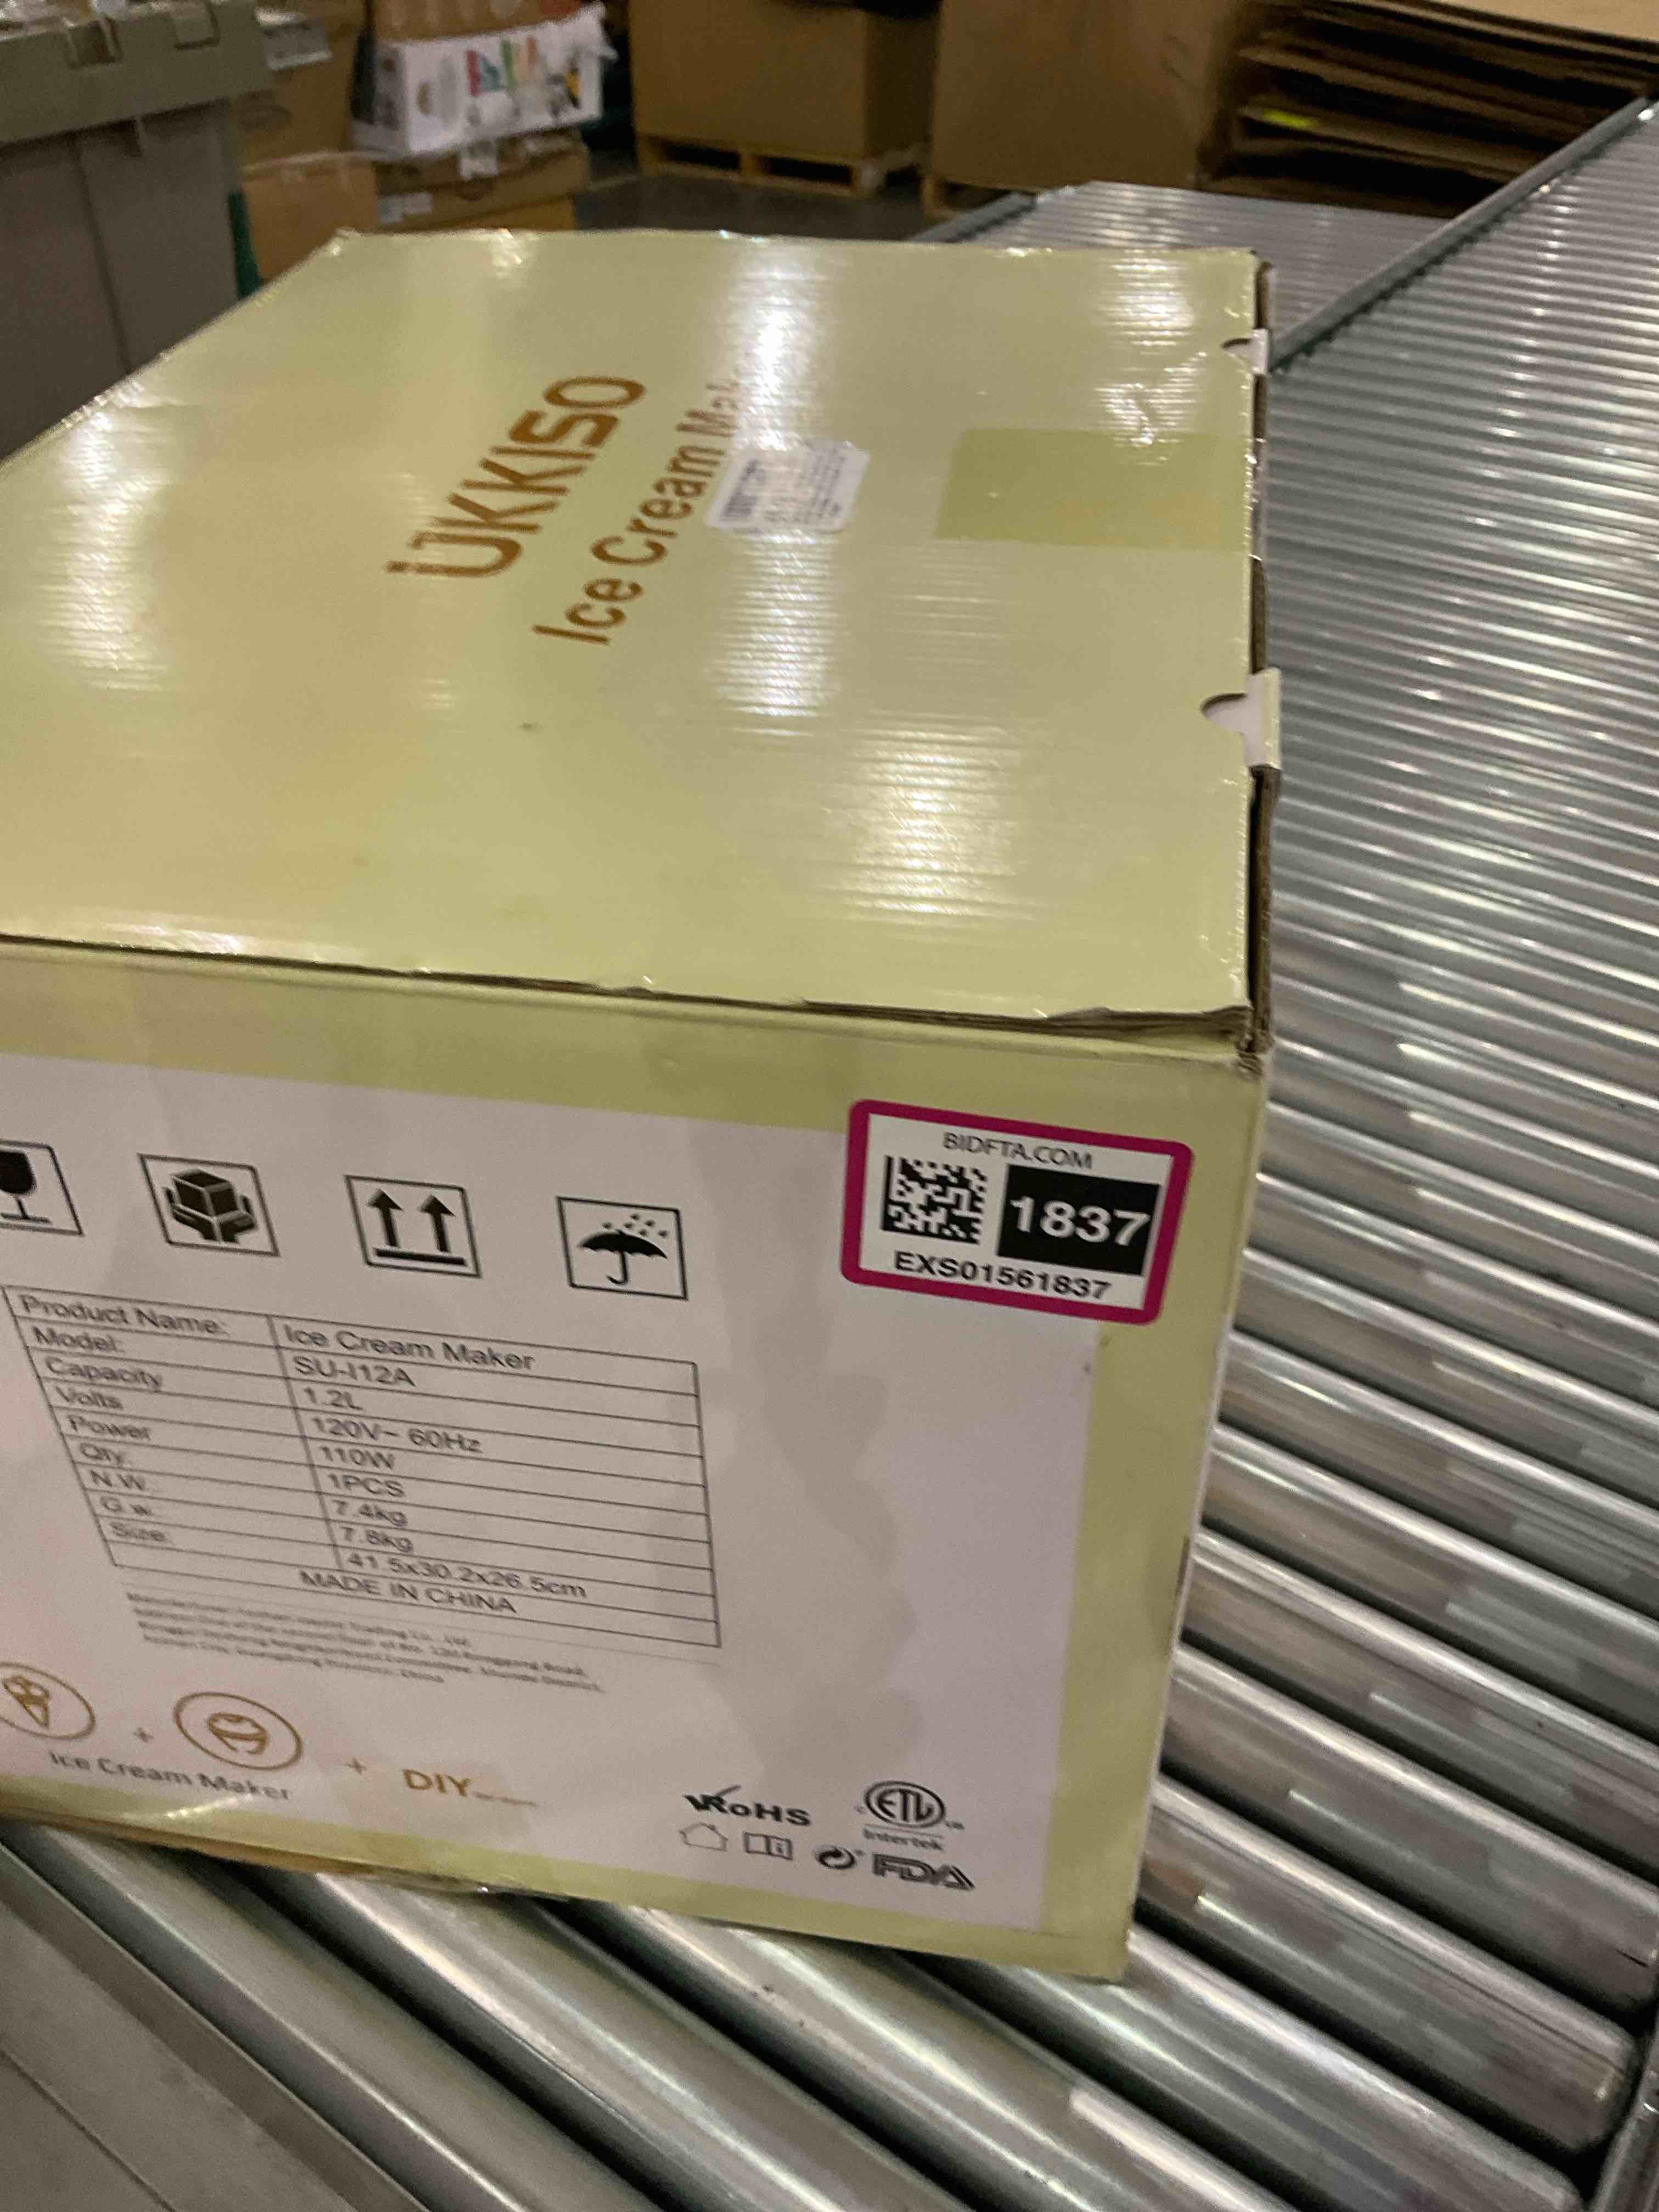 UKKISO
Ice Cream
BIDFTA.COM
1837
EXS01561837
Product Name: Ice Cream Maker
Model: SU-I12A
Capacity 1.2L
Volts 120V~ 60Hz
Power 110W
Qty 1PCS
N.W. 7.4kg
G.w. 7.8kg
Size: 41.5x30.2x26.5cm
MADE IN CHINA
Ice Cream Maker
+
+ DIY
RoHS
ETL
Intertek
FDA